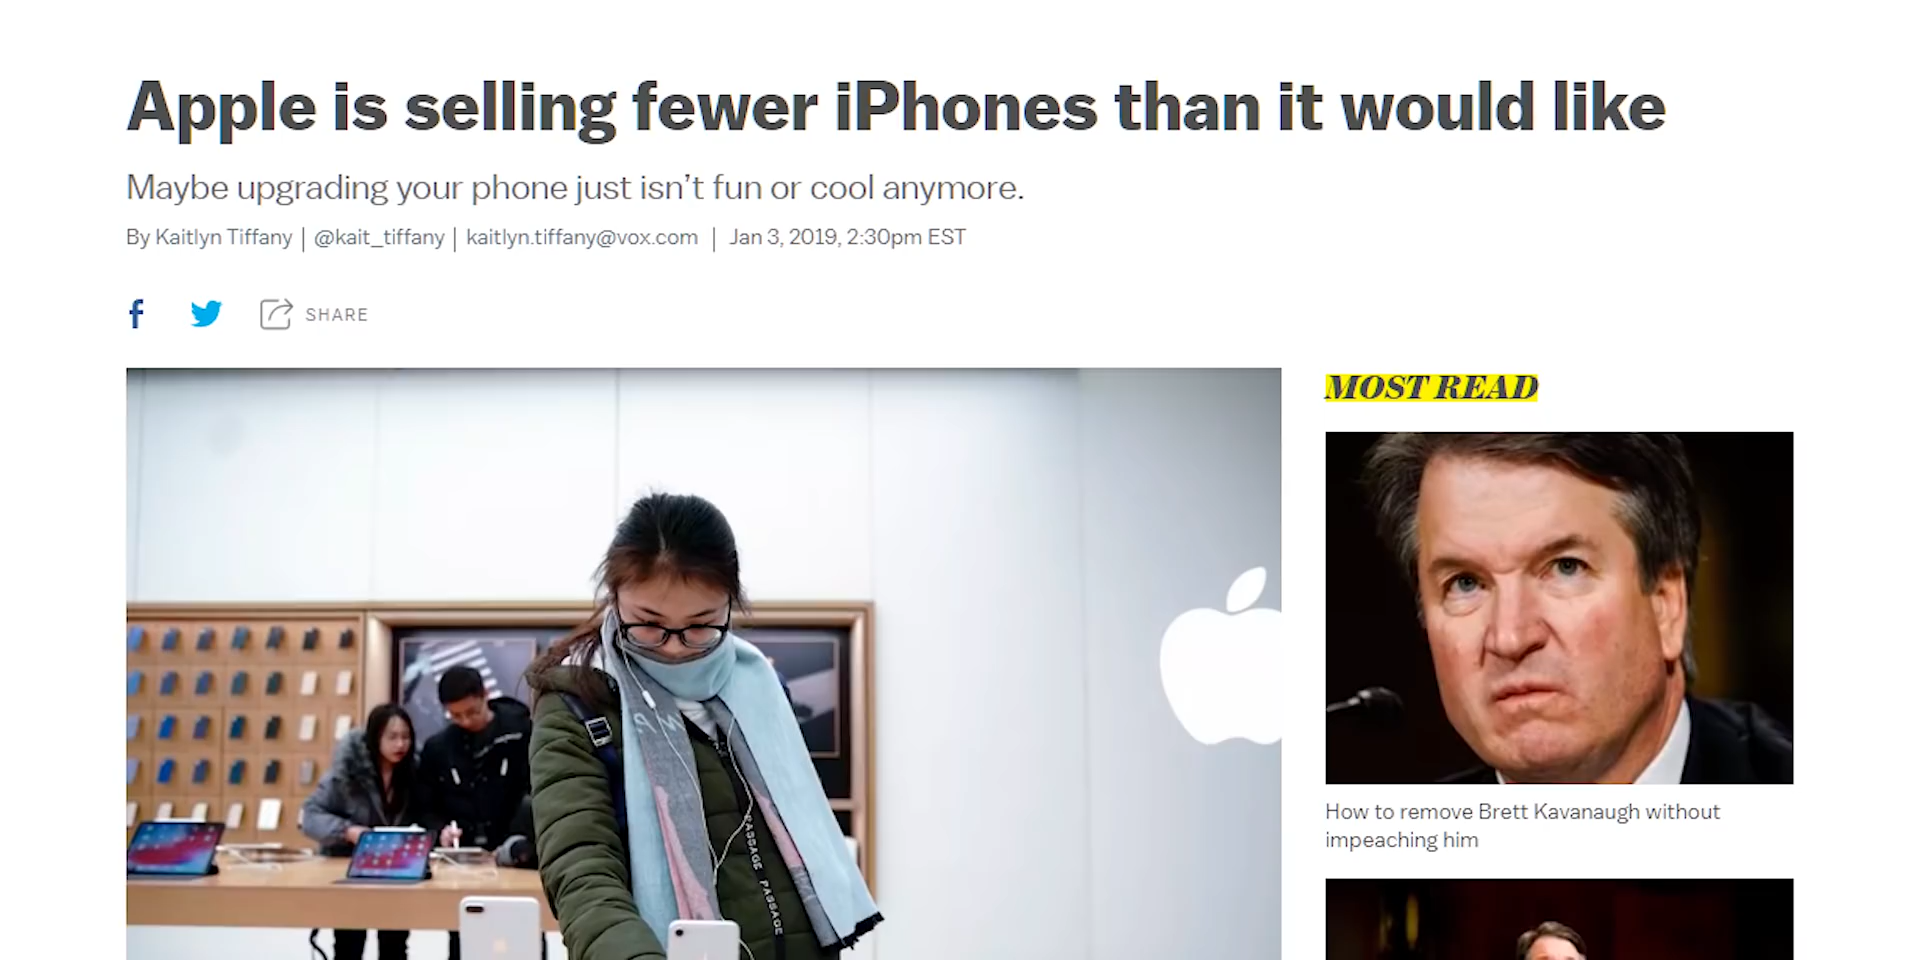 Apple is selling fewer iPhones than it would like
Maybe upgrading your phone just isn’t fun or cool anymore.
By Kaitlyn Tiffany | @kait_tiffany | kaitlyn.tiffany@vox.com | Jan 3, 2019, 2:30pm EST
SHARE
MOST READ
PASSAGE PASSAGE
How to remove Brett Kavanaugh without
impeaching him